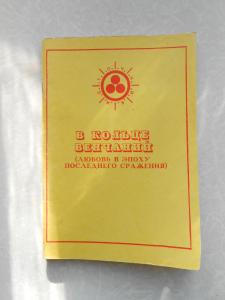 В КОЛЬЦЕ
ВЕНЧАНИЙ
(ЛЮБОВЬ В ЭПОХУ
ПОСЛЕДНЕГО СРАЖЕНИЯ)